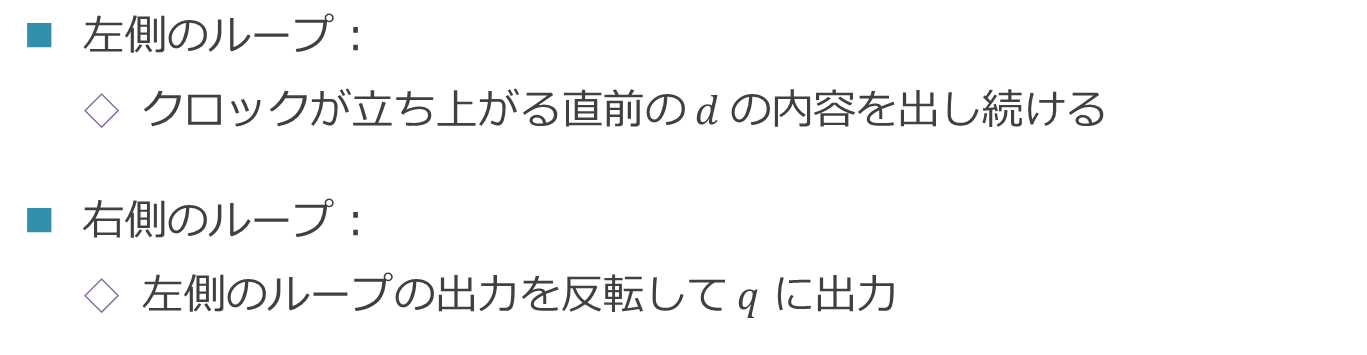 ■ 左側のループ：
◇ クロックが立ち上がる直前の d の内容を出し続ける
■ 右側のループ：
◇ 左側のループの出力を反転して q に出力